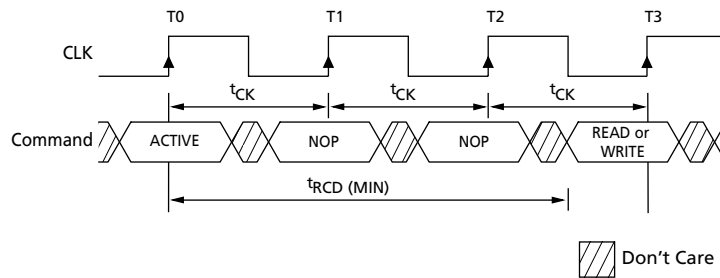 T0 T1 T2 T3
CLK
tCK tCK tCK
Command ACTIVE NOP NOP READ or
WRITE
tRCD (MIN)
Don't Care